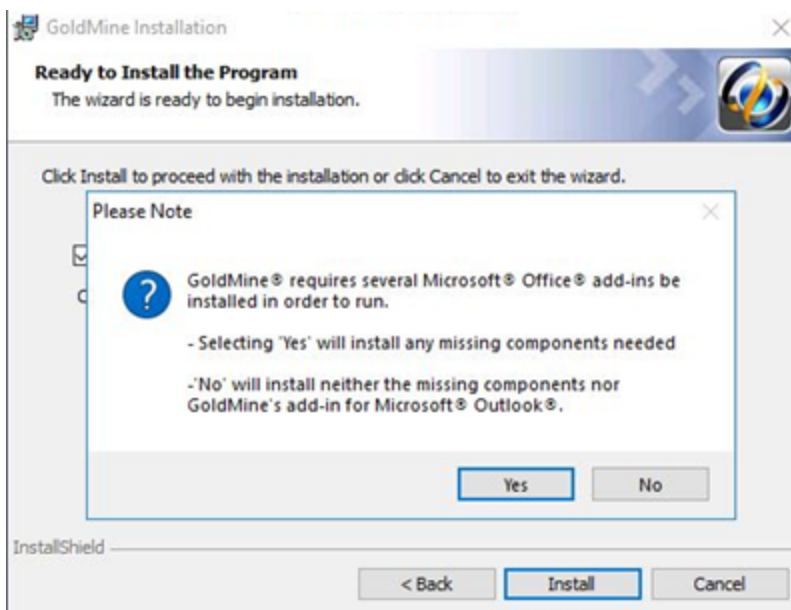 GoldMine Installation
Ready to Install the Program
The wizard is ready to begin installation.
Click Install to proceed with the installation or click Cancel to exit the wizard.
Please Note
GoldMine® requires several Microsoft® Office® add-ins be
installed in order to run.
- Selecting 'Yes' will install any missing components needed
-'No' will install neither the missing components nor
GoldMine's add-in for Microsoft® Outlook®.
Yes
No
InstallShield
< Back
Install
Cancel